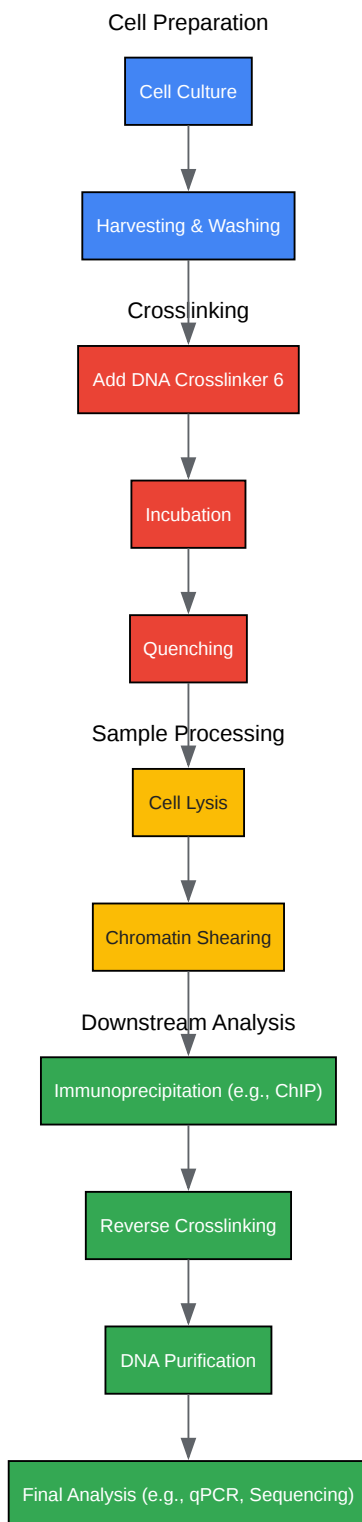 Cell Preparation
Cell Culture
Harvesting & Washing
Crosslinking
Add DNA Crosslinker 6
Incubation
Quenching
Sample Processing
Cell Lysis
Chromatin Shearing
Downstream Analysis
Immunoprecipitation (e.g., ChIP)
Reverse Crosslinking
DNA Purification
Final Analysis (e.g., qPCR, Sequencing)